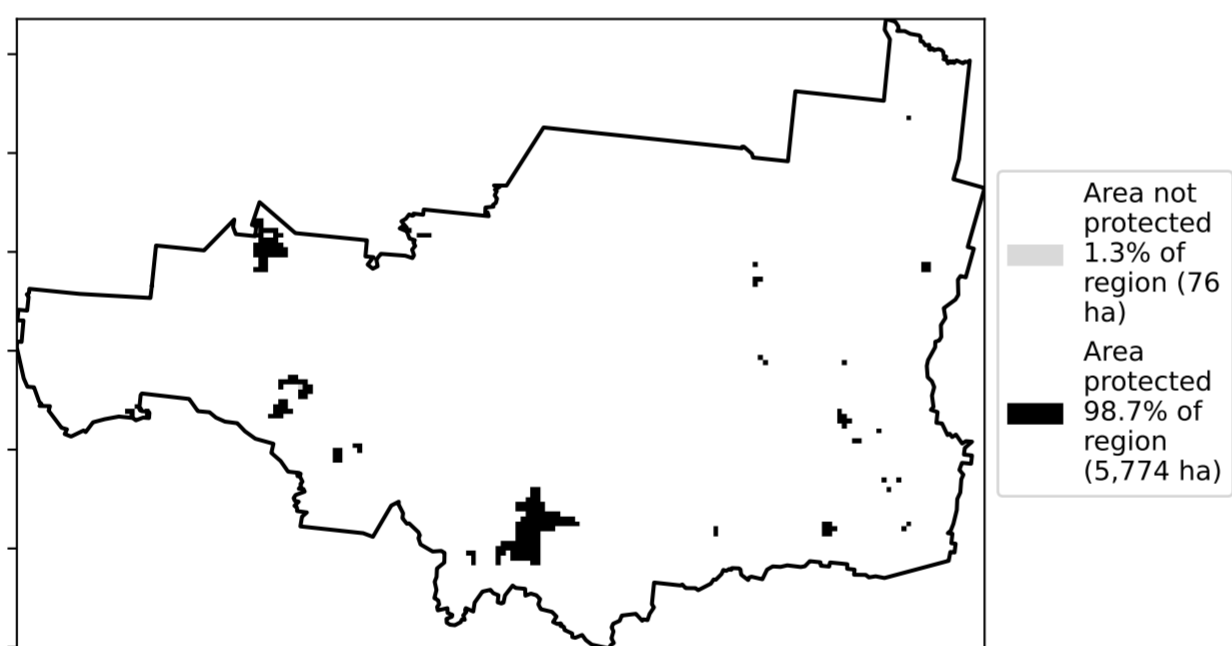 Area not
protected
1.3% of
region (76
ha)
Area
protected
98.7% of
region
(5,774 ha)